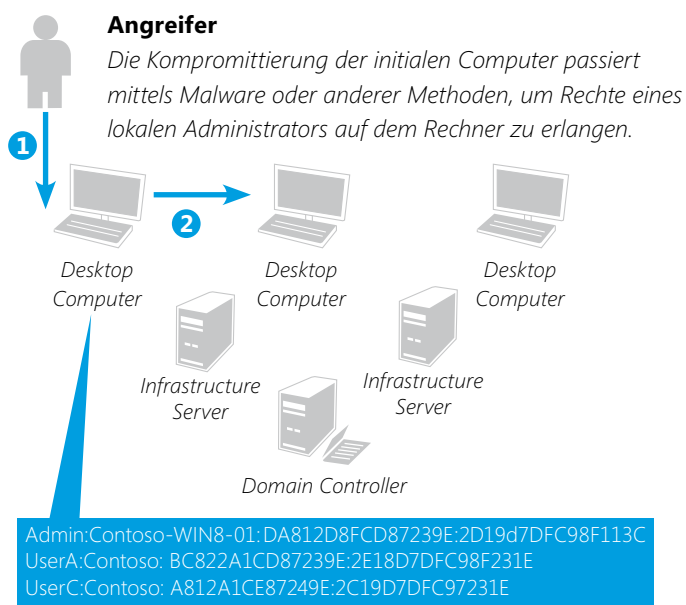 Angreifer
Die Kompromittierung der initialen Computer passiert
mittels Malware oder anderer Methoden, um Rechte eines
lokalen Administrators auf dem Rechner zu erlangen.
1
2
Desktop
Computer
Desktop
Computer
Desktop
Computer
Infrastructure
Server
Infrastructure
Server
Domain Controller
Admin:Contoso-WIN8-01:DA812D8FCD87239E:2D19d7DFC98F113C
UserA:Contoso: BC822A1CD87239E:2E18D7DFC98F231E
UserC:Contoso: A812A1CE87249E:2C19D7DFC97231E